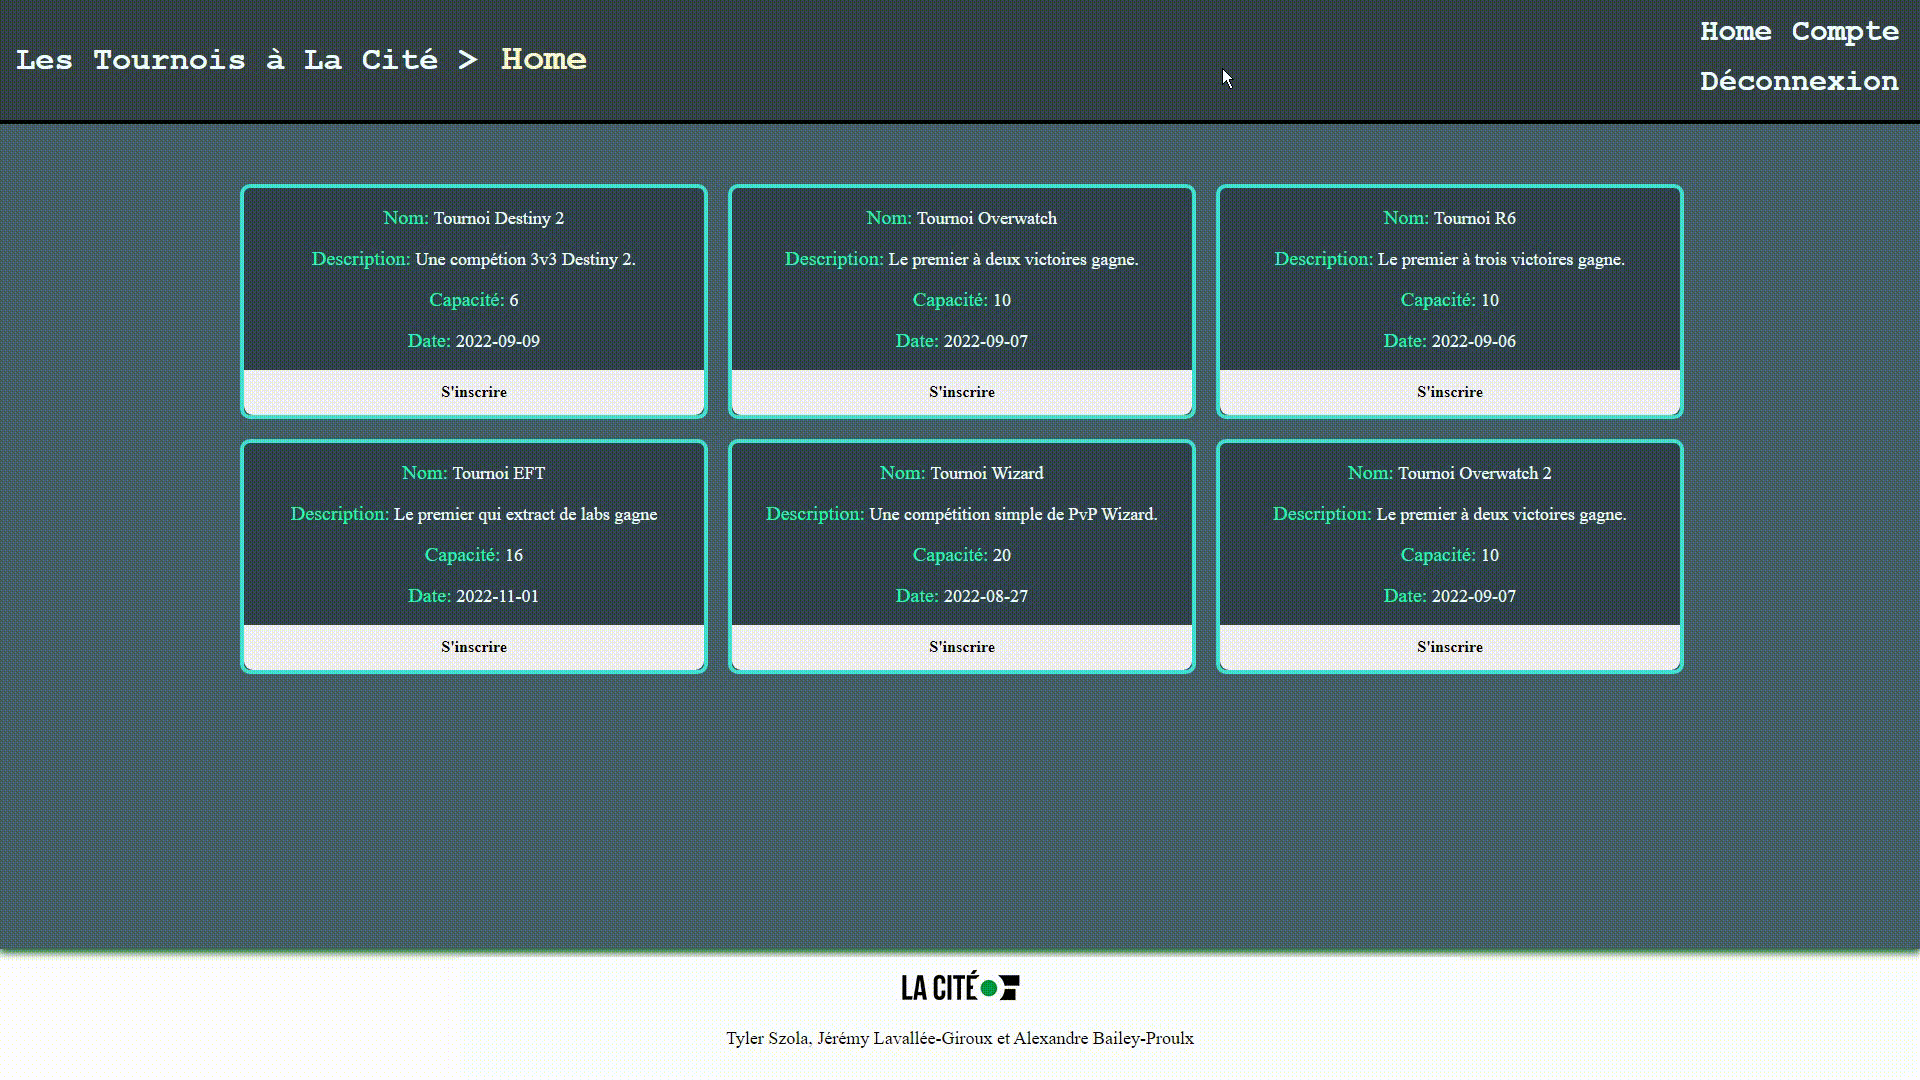 Les Tournois à La Cité > Home
Home Compte
Déconnexion
Nom: Tournoi Destiny 2
Description: Une compétion 3v3 Destiny 2.
Capacité: 6
Date: 2022-09-09
S'inscrire
Nom: Tournoi Overwatch
Description: Le premier à deux victoires gagne.
Capacité: 10
Date: 2022-09-07
S'inscrire
Nom: Tournoi R6
Description: Le premier à trois victoires gagne.
Capacité: 10
Date: 2022-09-06
S'inscrire
Nom: Tournoi EFT
Description: Le premier qui extract de labs gagne
Capacité: 16
Date: 2022-11-01
S'inscrire
Nom: Tournoi Wizard
Description: Une compétition simple de PvP Wizard.
Capacité: 20
Date: 2022-08-27
S'inscrire
Nom: Tournoi Overwatch 2
Description: Le premier à deux victoires gagne.
Capacité: 10
Date: 2022-09-07
S'inscrire
LA CITÉ
Tyler Szola, Jérémy Lavallée-Giroux et Alexandre Bailey-Proulx